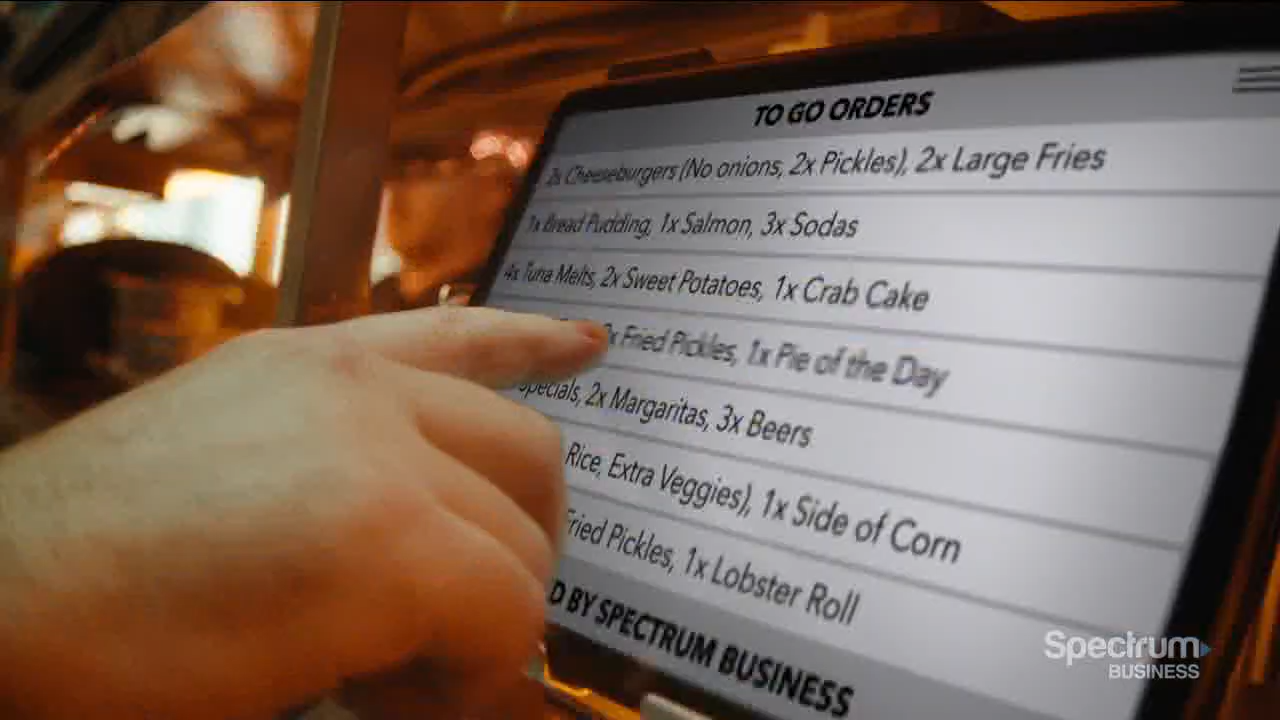 TO GO ORDERS
2x Cheeseburgers (No onions, 2x Pickles), 2x Large Fries
1x Bread Pudding, 1x Salmon, 3x Sodas
4x Tuna Melts, 2x Sweet Potatoes, 1x Crab Cake
Fried Pickles, 1x Pie of the Day
Specials, 2x Margaritas, 3x Beers
Rice, Extra Veggies), 1x Side of Corn
Fried Pickles, 1x Lobster Roll
D BY SPECTRUM BUSINESS
Spectrum
BUSINESS